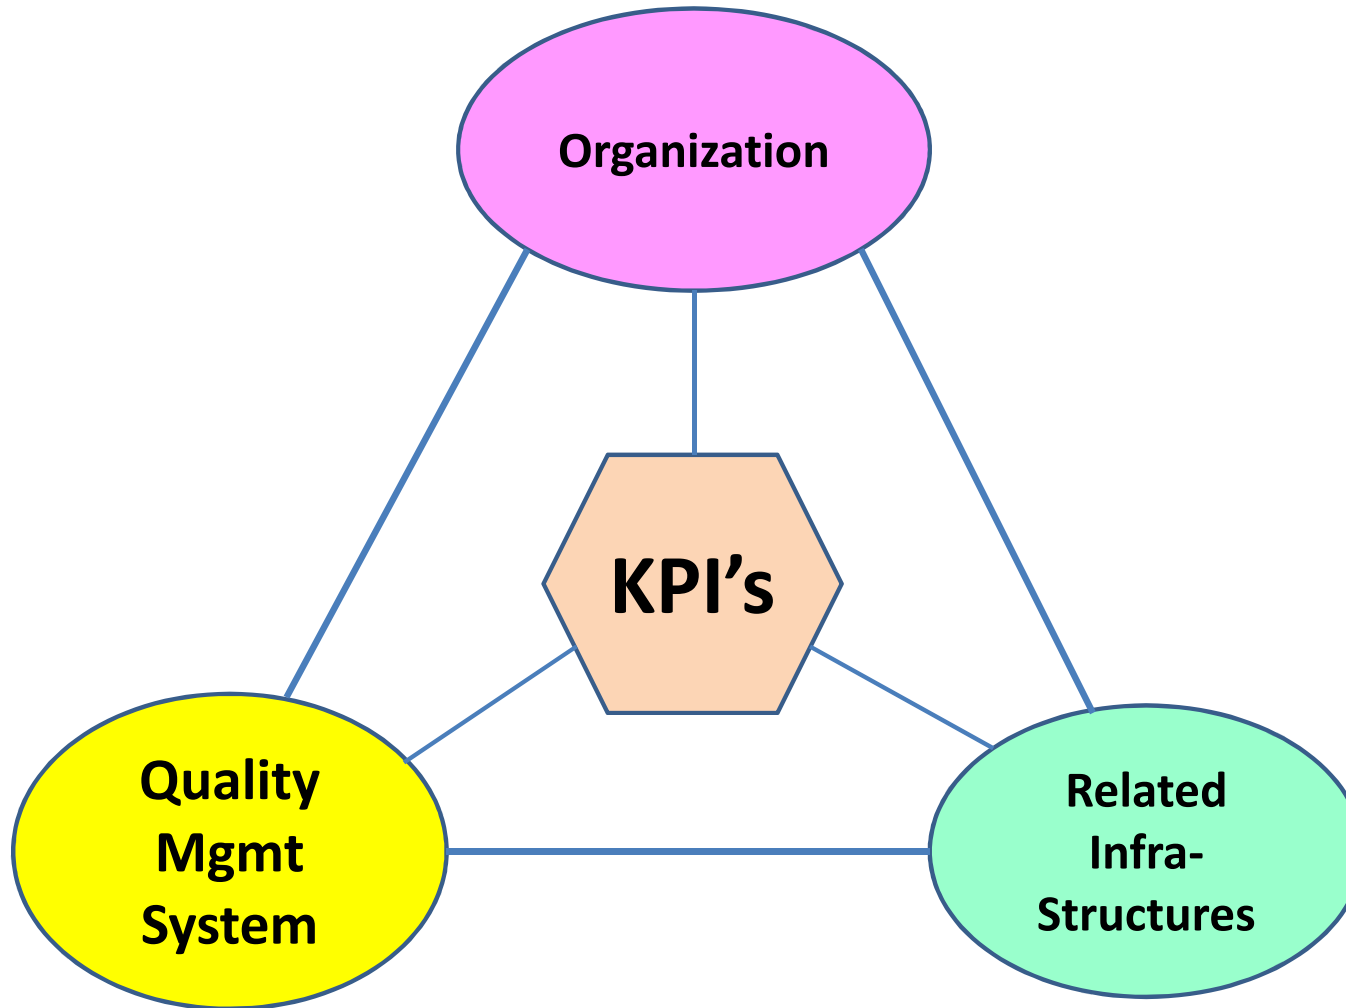 Organization
KPI’s
Quality
Mgmt
System
Related
Infra-
Structures